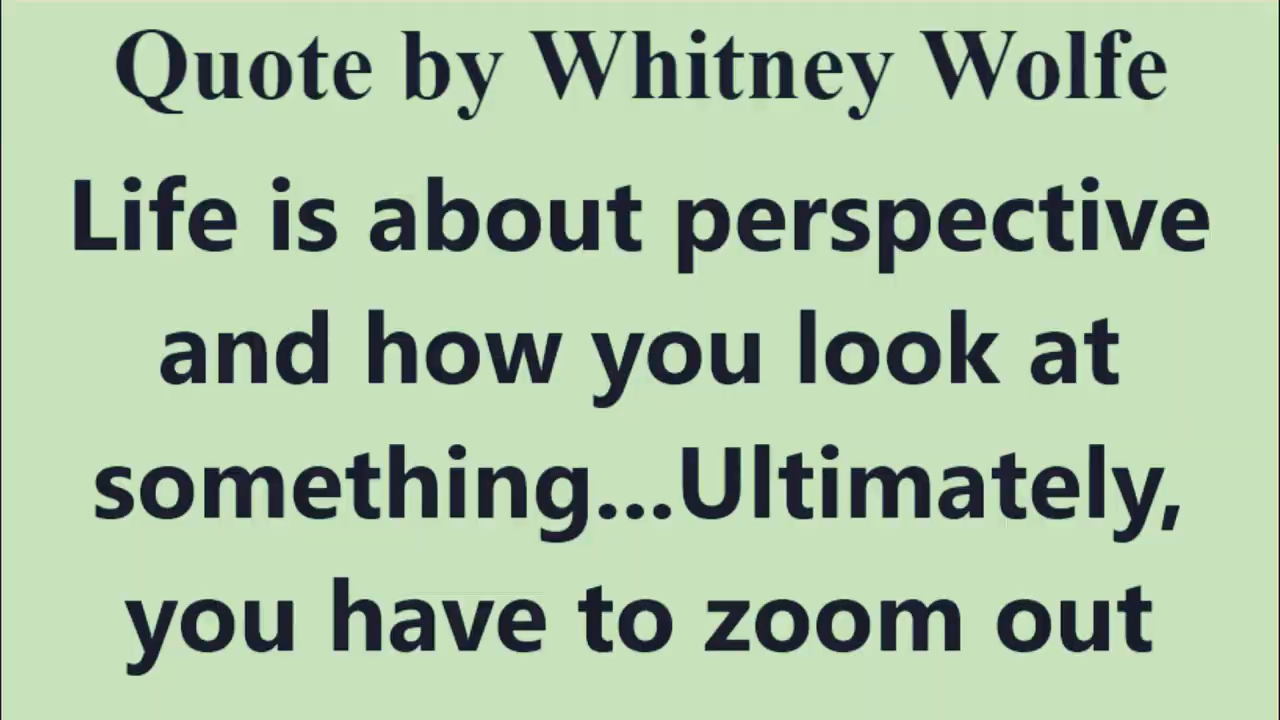 Quote by Whitney Wolfe
Life is about perspective
and how you look at
something...Ultimately,
you have to zoom out